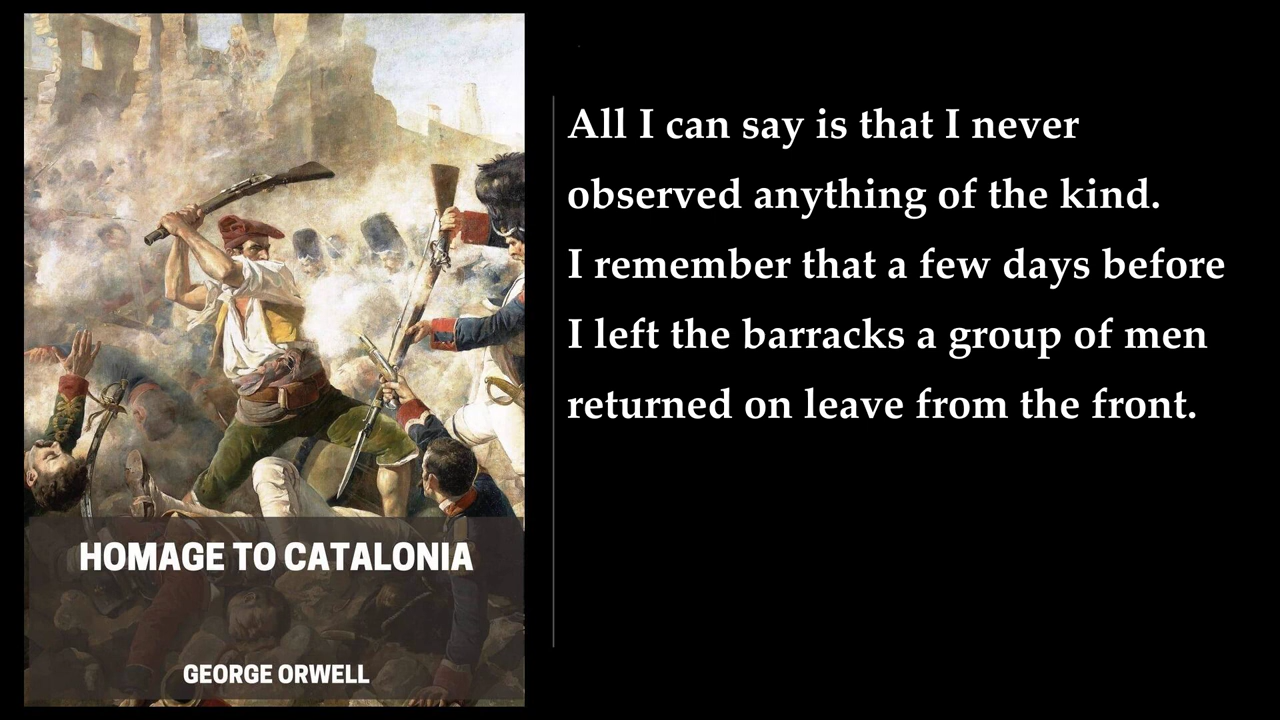 HOMAGE TO CATALONIA
GEORGE ORWELL
All I can say is that I never
observed anything of the kind.
I remember that a few days before
I left the barracks a group of men
returned on leave from the front.